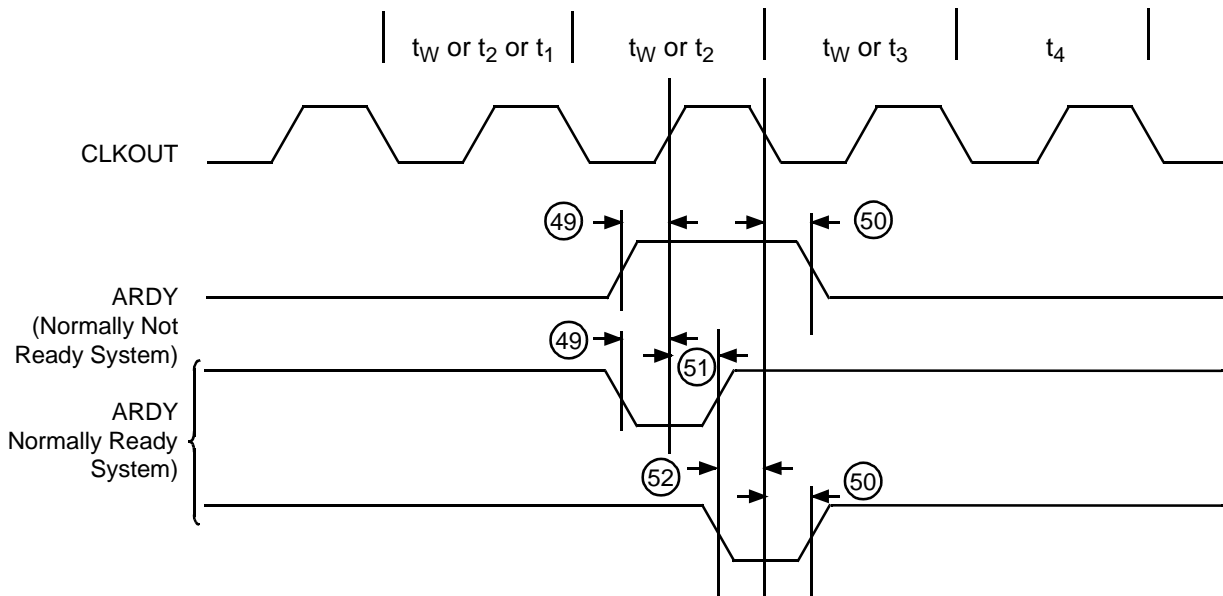 tW or t2 or t1
tW or t2
tW or t3
t4
CLKOUT
49
50
ARDY
(Normally Not
Ready System)
49
51
ARDY
Normally Ready
System)
52
50